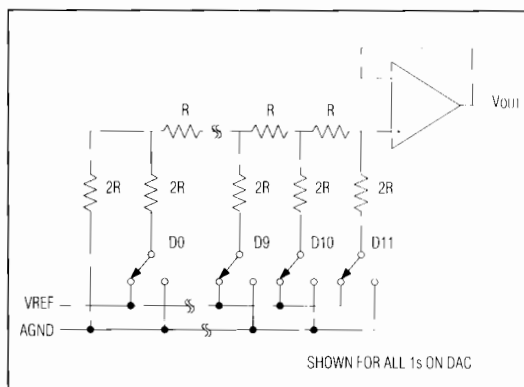 VOUT
R R R
2R 2R 2R 2R 2R
D0 D9 D10 D11
VREF
AGND
SHOWN FOR ALL 1s ON DAC